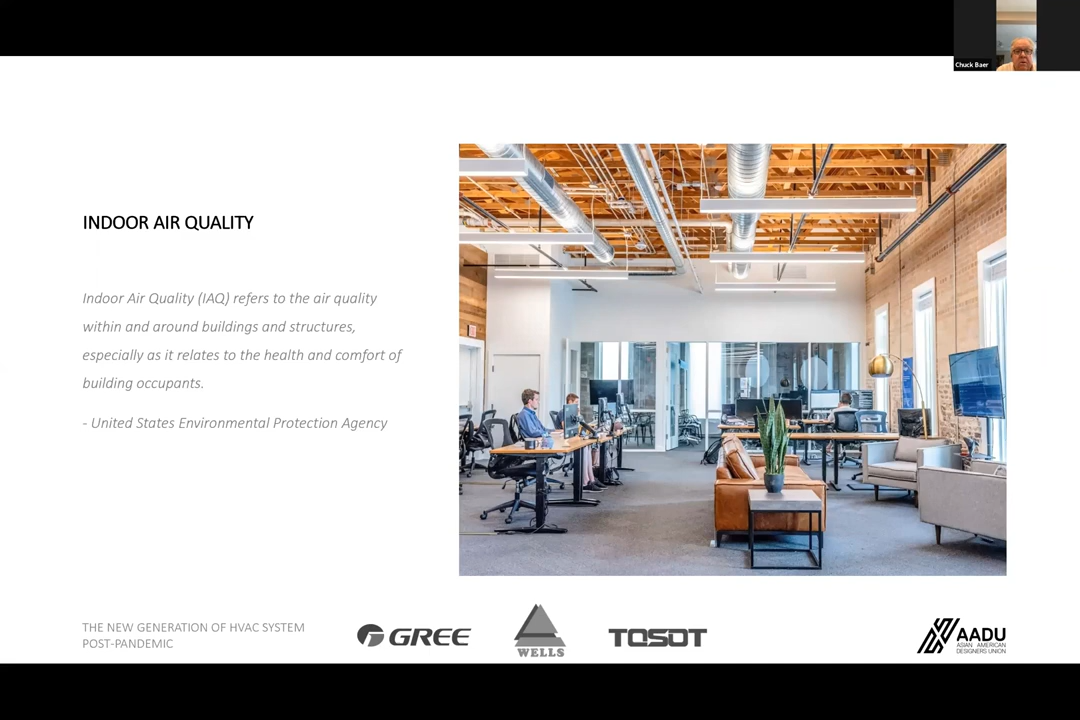 Chuck Baer
INDOOR AIR QUALITY
Indoor Air Quality (IAQ) refers to the air quality
within and around buildings and structures,
especially as it relates to the health and comfort of
building occupants.
- United States Environmental Protection Agency
THE NEW GENERATION OF HVAC SYSTEM
POST-PANDEMIC
GREE
WELLS
TOSOT
AADU
ASIAN AMERICAN
DESIGNERS UNION